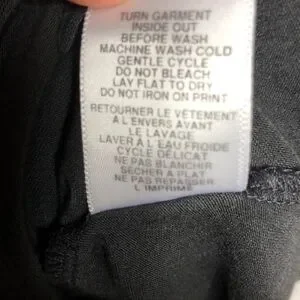 TURN GARMENT
INSIDE OUT
BEFORE WASH
MACHINE WASH COLD
GENTLE CYCLE
DO NOT BLEACH
LAY FLAT TO DRY
DO NOT IRON ON PRINT
RETOURNER LE VÊTEMENT
A L ENVERS AVANT
LE LAVAGE
LAVER A L EAU FROIDE
CYCLE DÉLICAT
NE PAS BLANCHIR
SECHER A PLAT
NE PAS REPASSER
L IMPRIMÉ